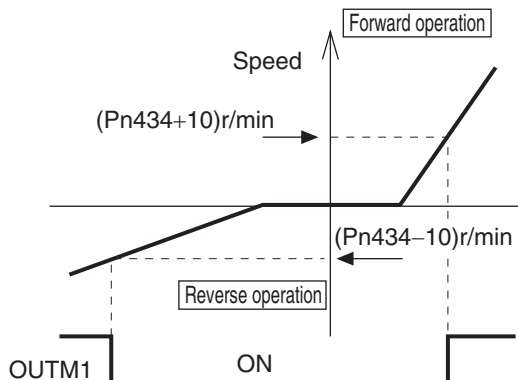 Forward operation
Speed
(Pn434+10)r/min
(Pn434−10)r/min
Reverse operation
OUTM1
ON